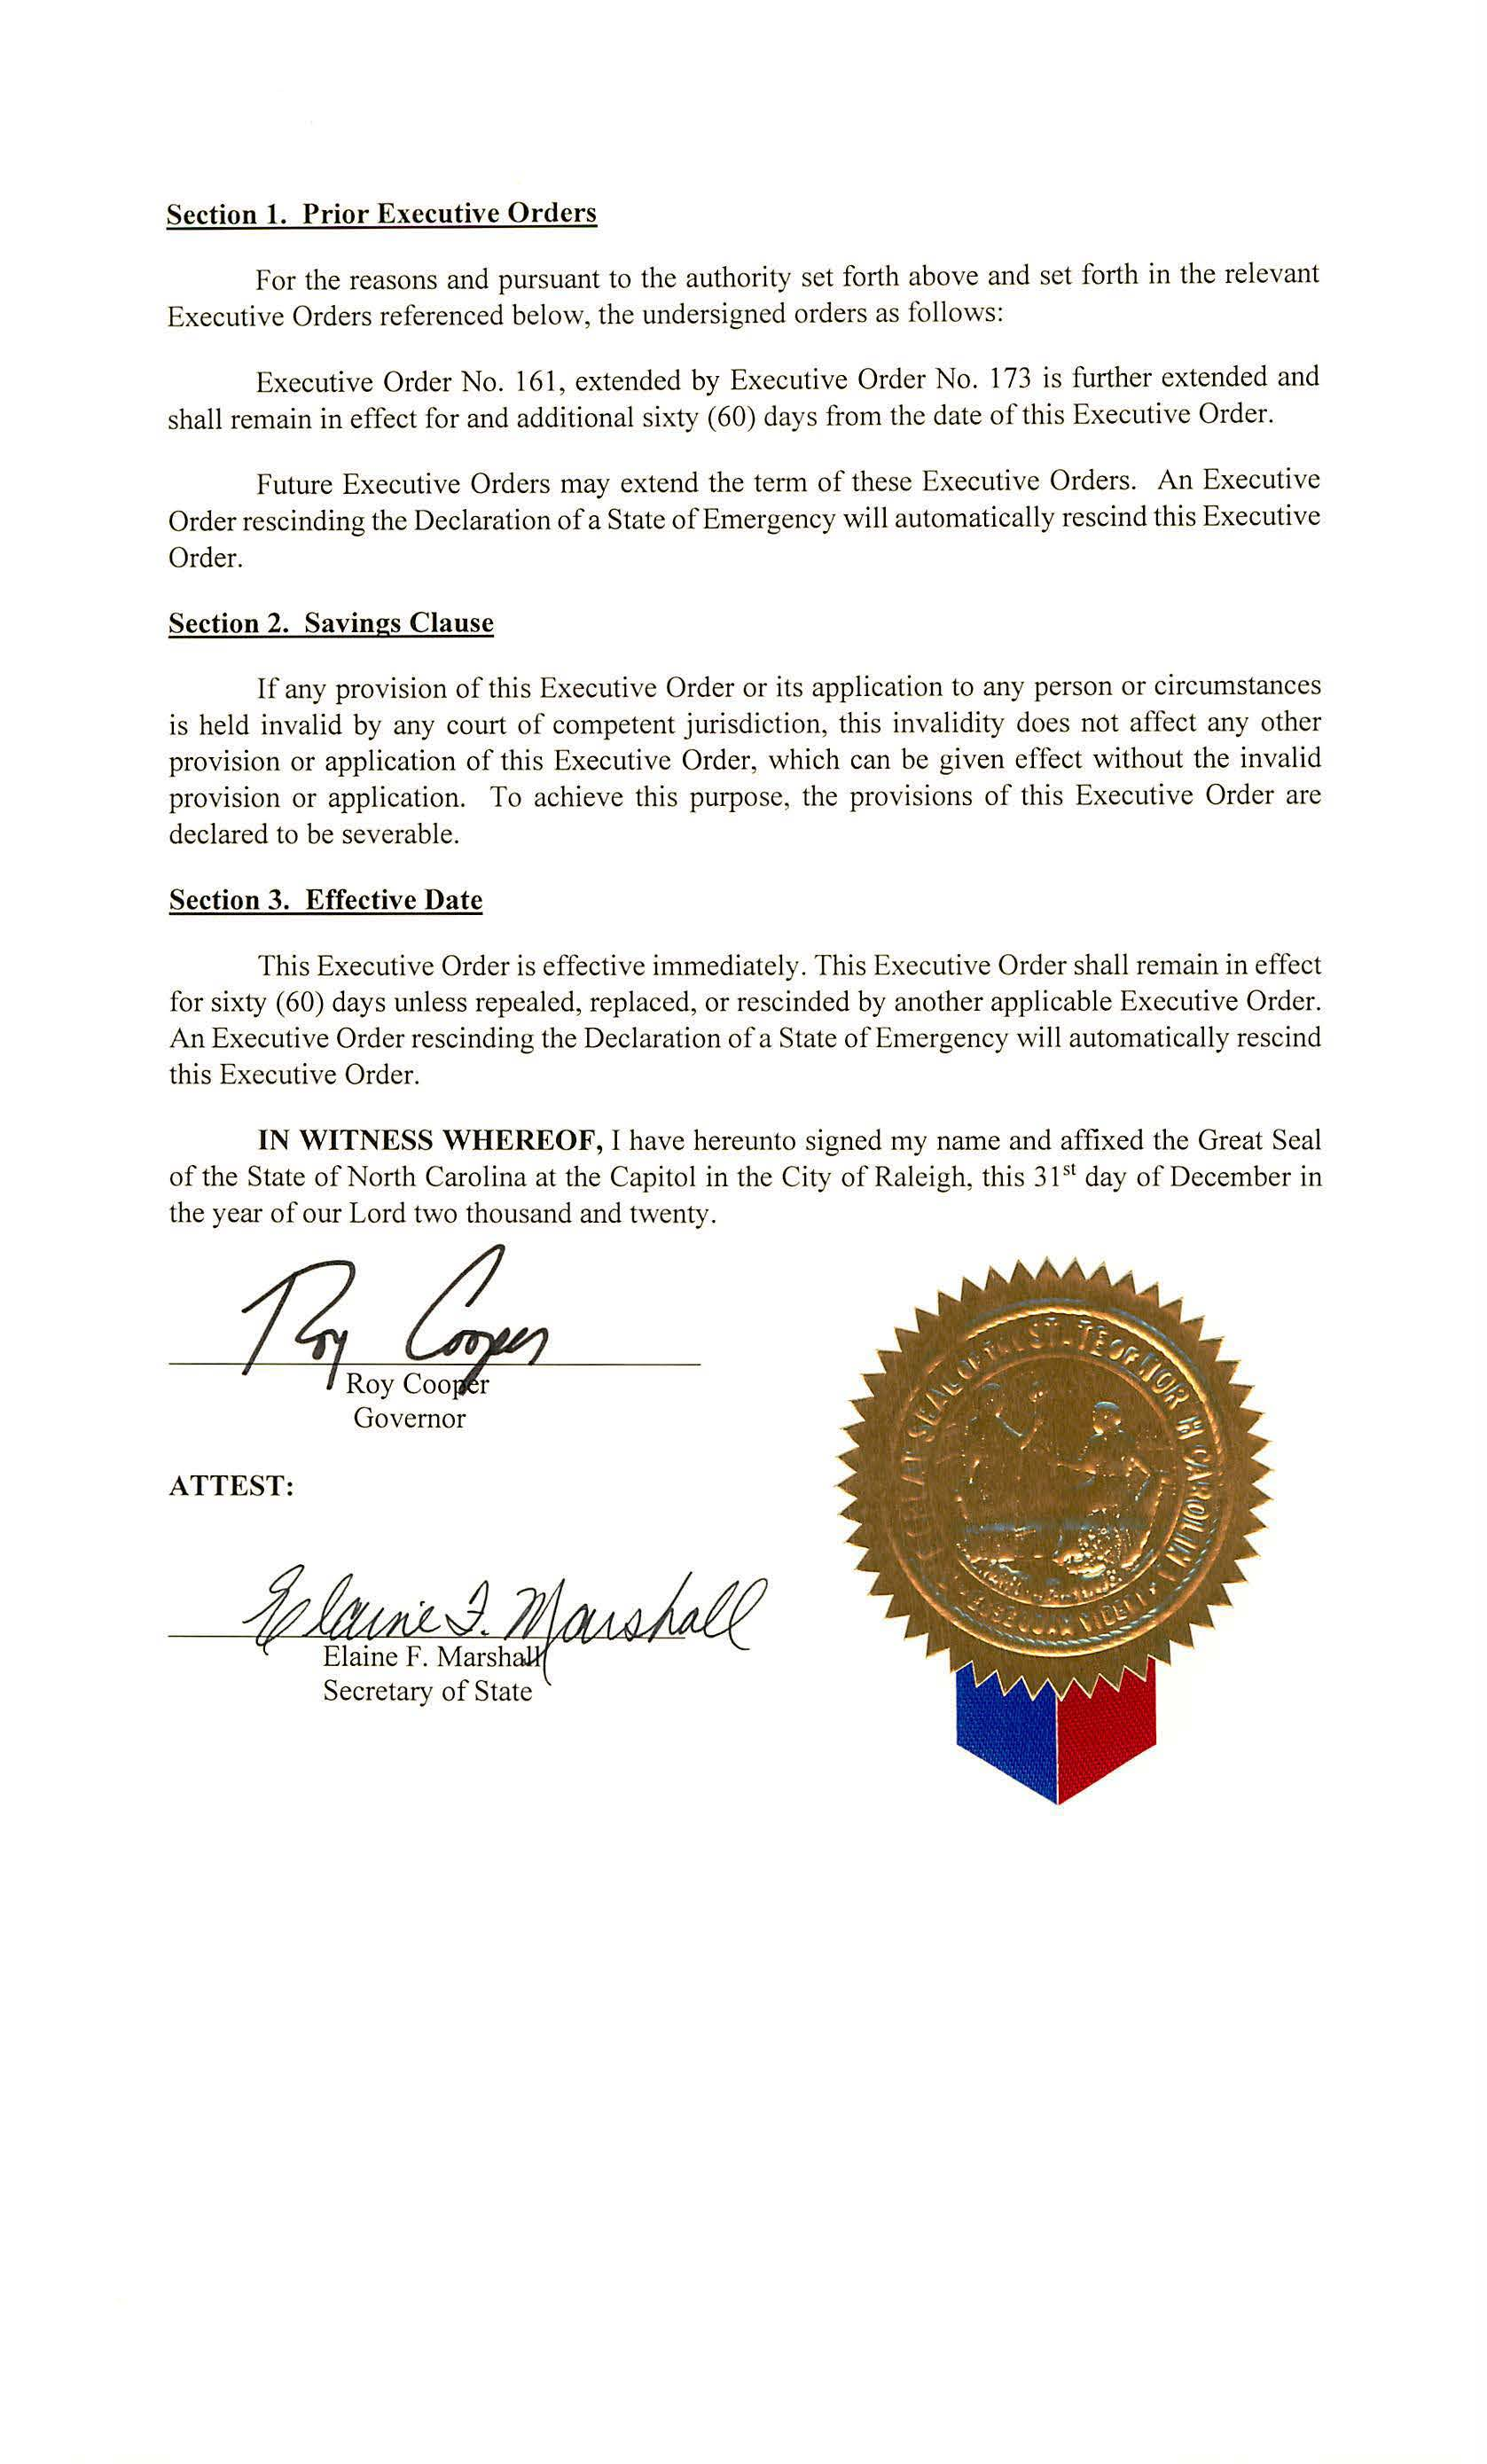 Section 1. Prior Executive Orders
For the reasons and pursuant to the authority set forth above and set forth in the relevant
Executive Orders referenced below, the undersigned orders as follows:
Executive Order No. 161, extended by Executive Order No. 173 is further extended and
shall remain in effect for and additional sixty (60) days from the date of this Executive Order.
Future Executive Orders may extend the term of these Executive Orders. An Executive
Order rescinding the Declaration of a State of Emergency will automatically rescind this Executive
Order.
Section 2. Savings Clause
If any provision of this Executive Order or its application to any person or circumstances
is held invalid by any court of competent jurisdiction, this invalidity does not affect any other
provision or application of this Executive Order, which can be given effect without the invalid
provision or application. To achieve this purpose, the provisions of this Executive Order are
declared to be severable.
Section 3. Effective Date
This Executive Order is effective immediately. This Executive Order shall remain in effect
for sixty (60) days unless repealed, replaced, or rescinded by another applicable Executive Order.
An Executive Order rescinding the Declaration of a State of Emergency will automatically rescind
this Executive Order.
IN WITNESS WHEREOF, I have hereunto signed my name and affixed the Great Seal
of the State of North Carolina at the Capitol in the City of Raleigh, this 31st day of December in
the year of our Lord two thousand and twenty.
Roy Cooper
Roy Cooper
Governor
ATTEST:
Elaine F. Marshall
Elaine F. Marshall
Secretary of State
SEAL OF CAROLIN